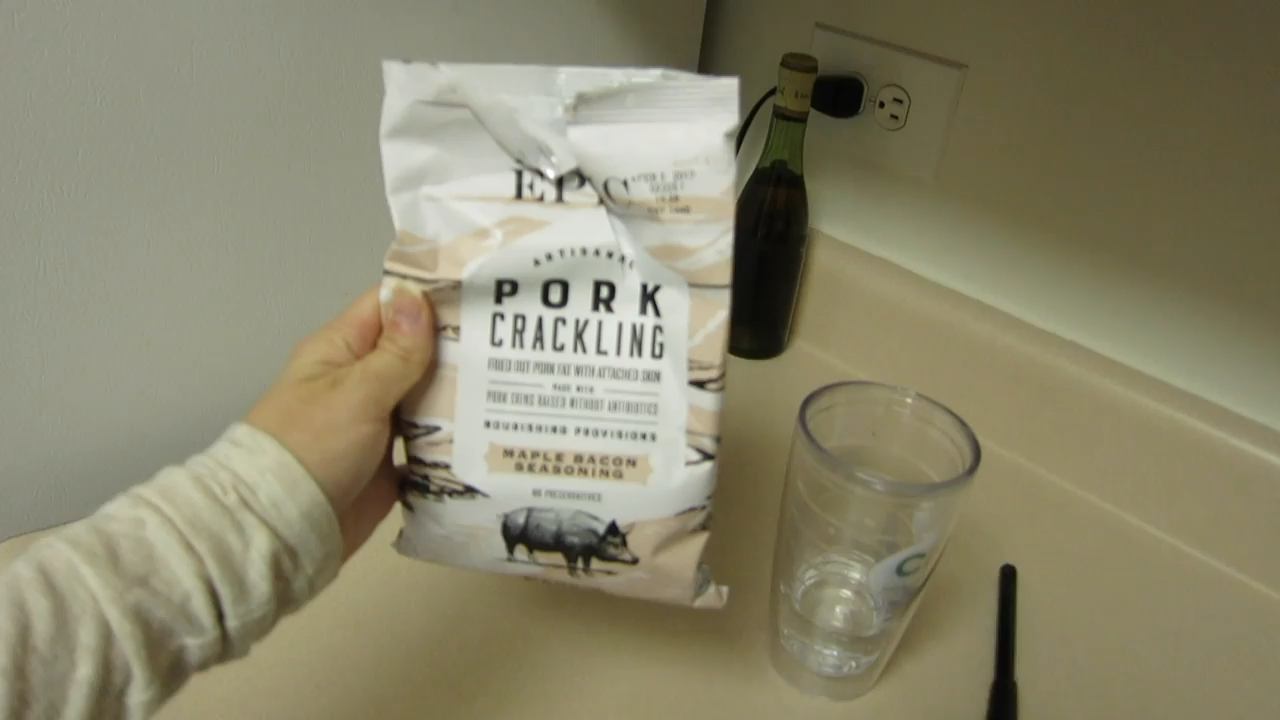 EPIC
ARTISANAL
PORK
CRACKLING
FRIED OUT PORK FAT WITH ATTACHED SKIN
MADE WITH
PORK SKINS RAISED WITHOUT ANTIBIOTICS
NOURISHING PROVISIONS
MAPLE BACON
SEASONING
NO PRESERVATIVES
C